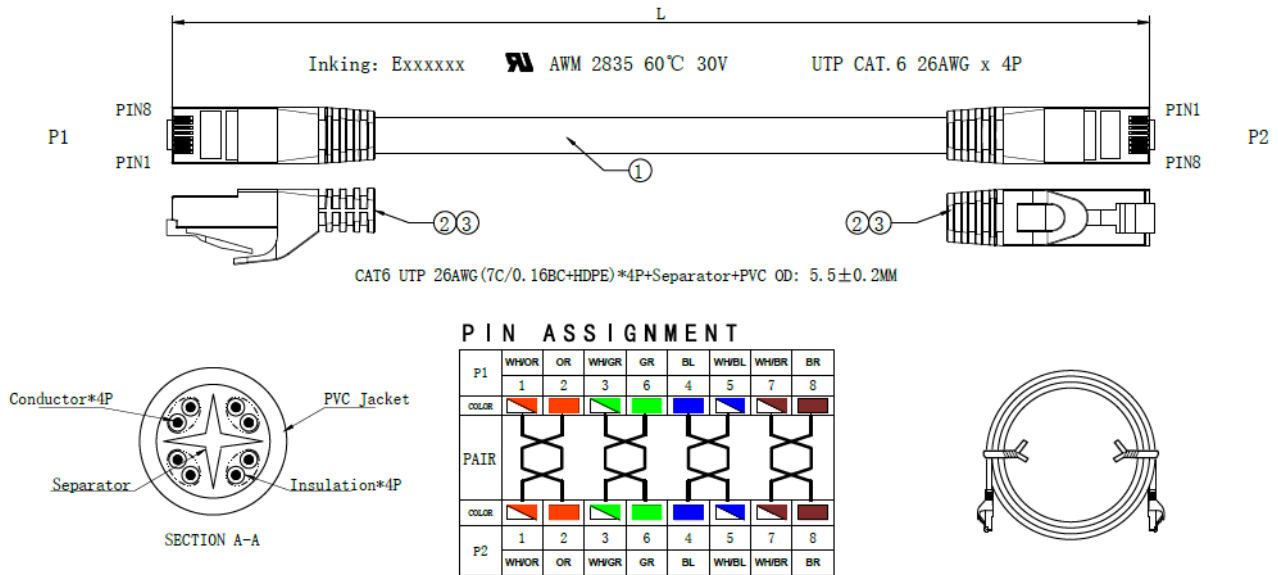 L
Inking: Exxxxxx RU AWM 2835 60℃ 30V UTP CAT.6 26AWG x 4P
PIN8 PIN1
P1 P2
PIN1 PIN8
①
②③ ②③
CAT6 UTP 26AWG(7C/0.16BC+HDPE)*4P+Separator+PVC OD: 5.5±0.2MM
PIN ASSIGNMENT
P1 WH/OR OR WH/GR GR BL WH/BL WH/BR BR
1 2 3 6 4 5 7 8
COLOR
PAIR
COLOR
P2 1 2 3 6 4 5 7 8
WH/OR OR WH/GR GR BL WH/BL WH/BR BR
Conductor*4P PVC Jacket
Separator Insulation*4P
SECTION A-A